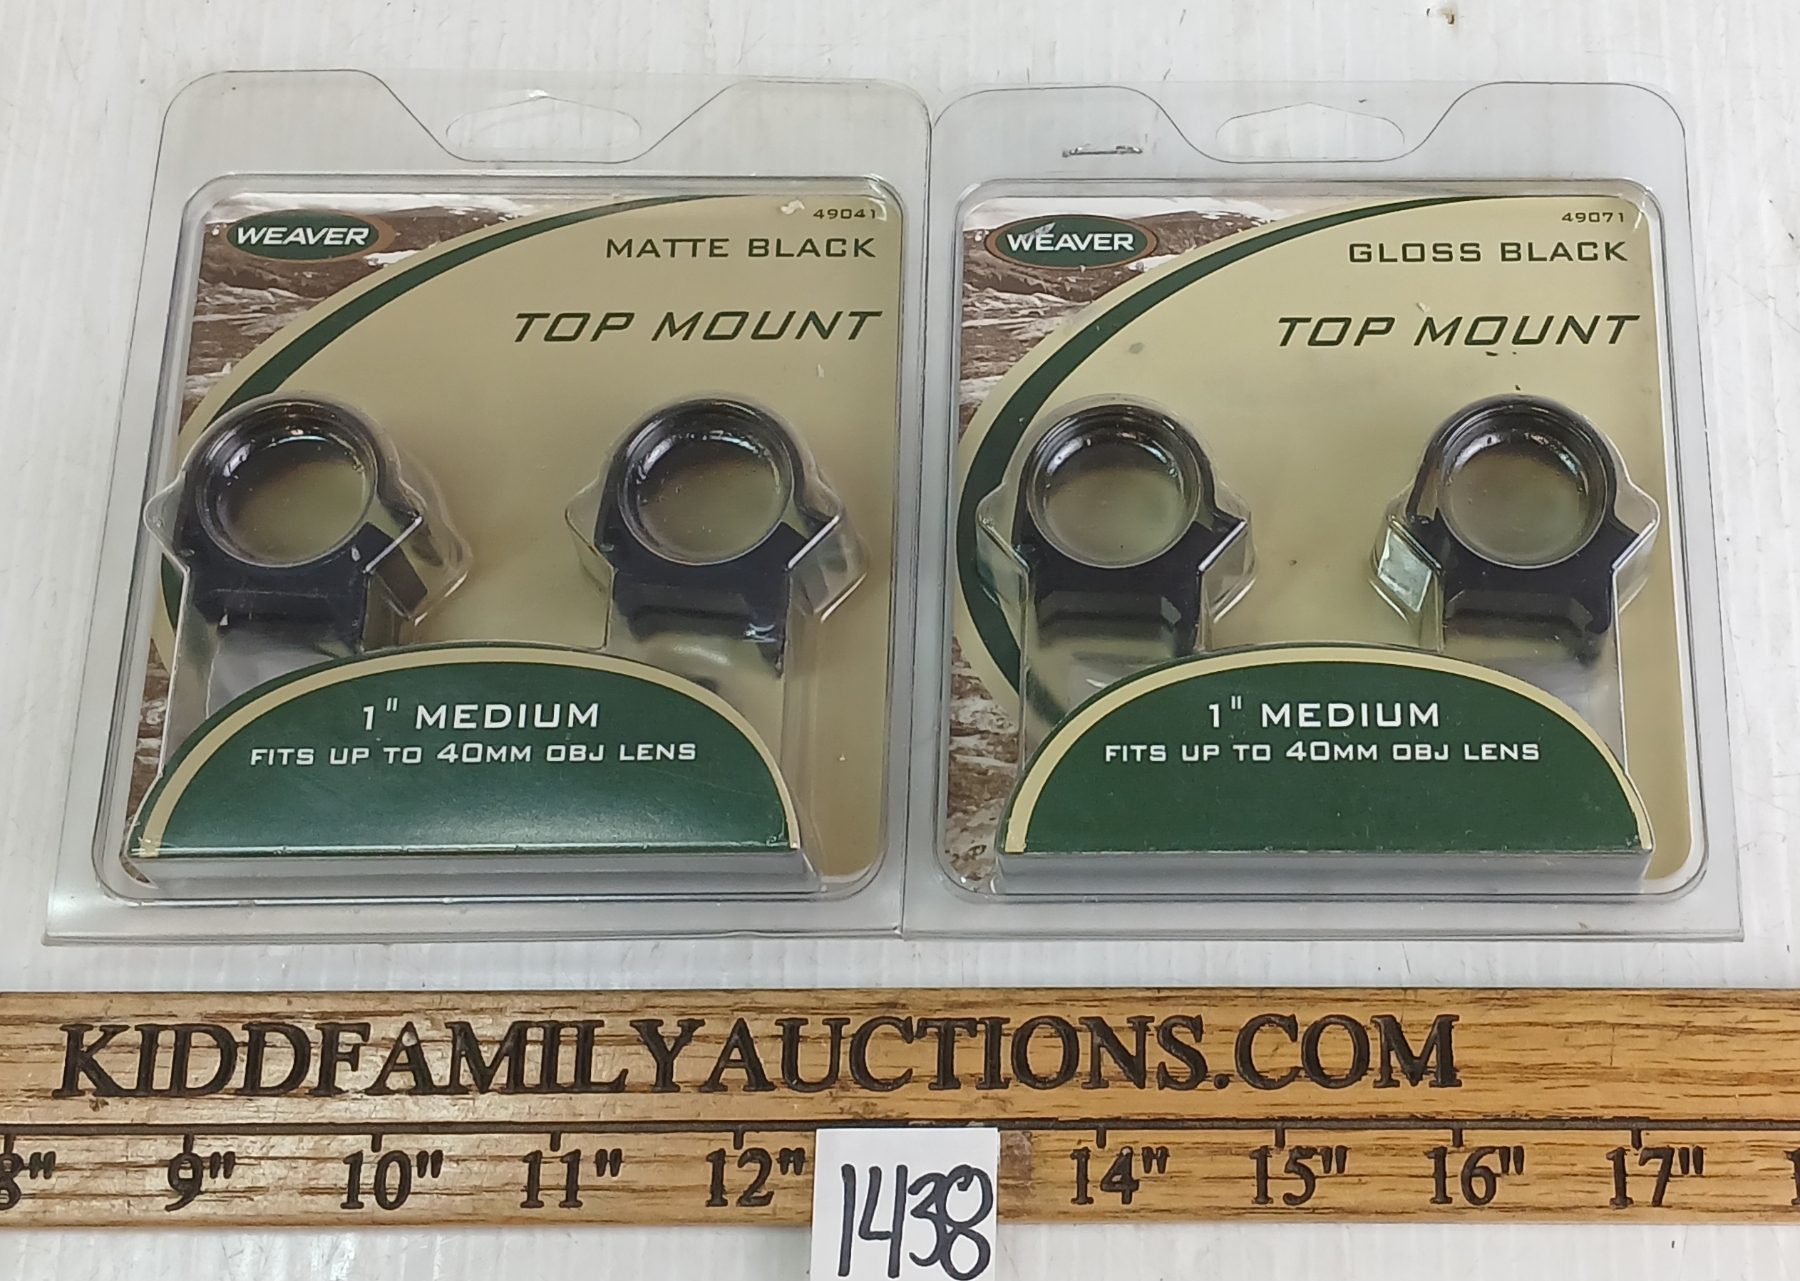 WEAVER
49041
MATTE BLACK
TOP MOUNT
1" MEDIUM
FITS UP TO 40MM OBJ LENS
WEAVER
49071
GLOSS BLACK
TOP MOUNT
1" MEDIUM
FITS UP TO 40MM OBJ LENS
KIDDFAMILYAUCTIONS.COM
8" 9" 10" 11" 12" 14" 15" 16" 17"
1438